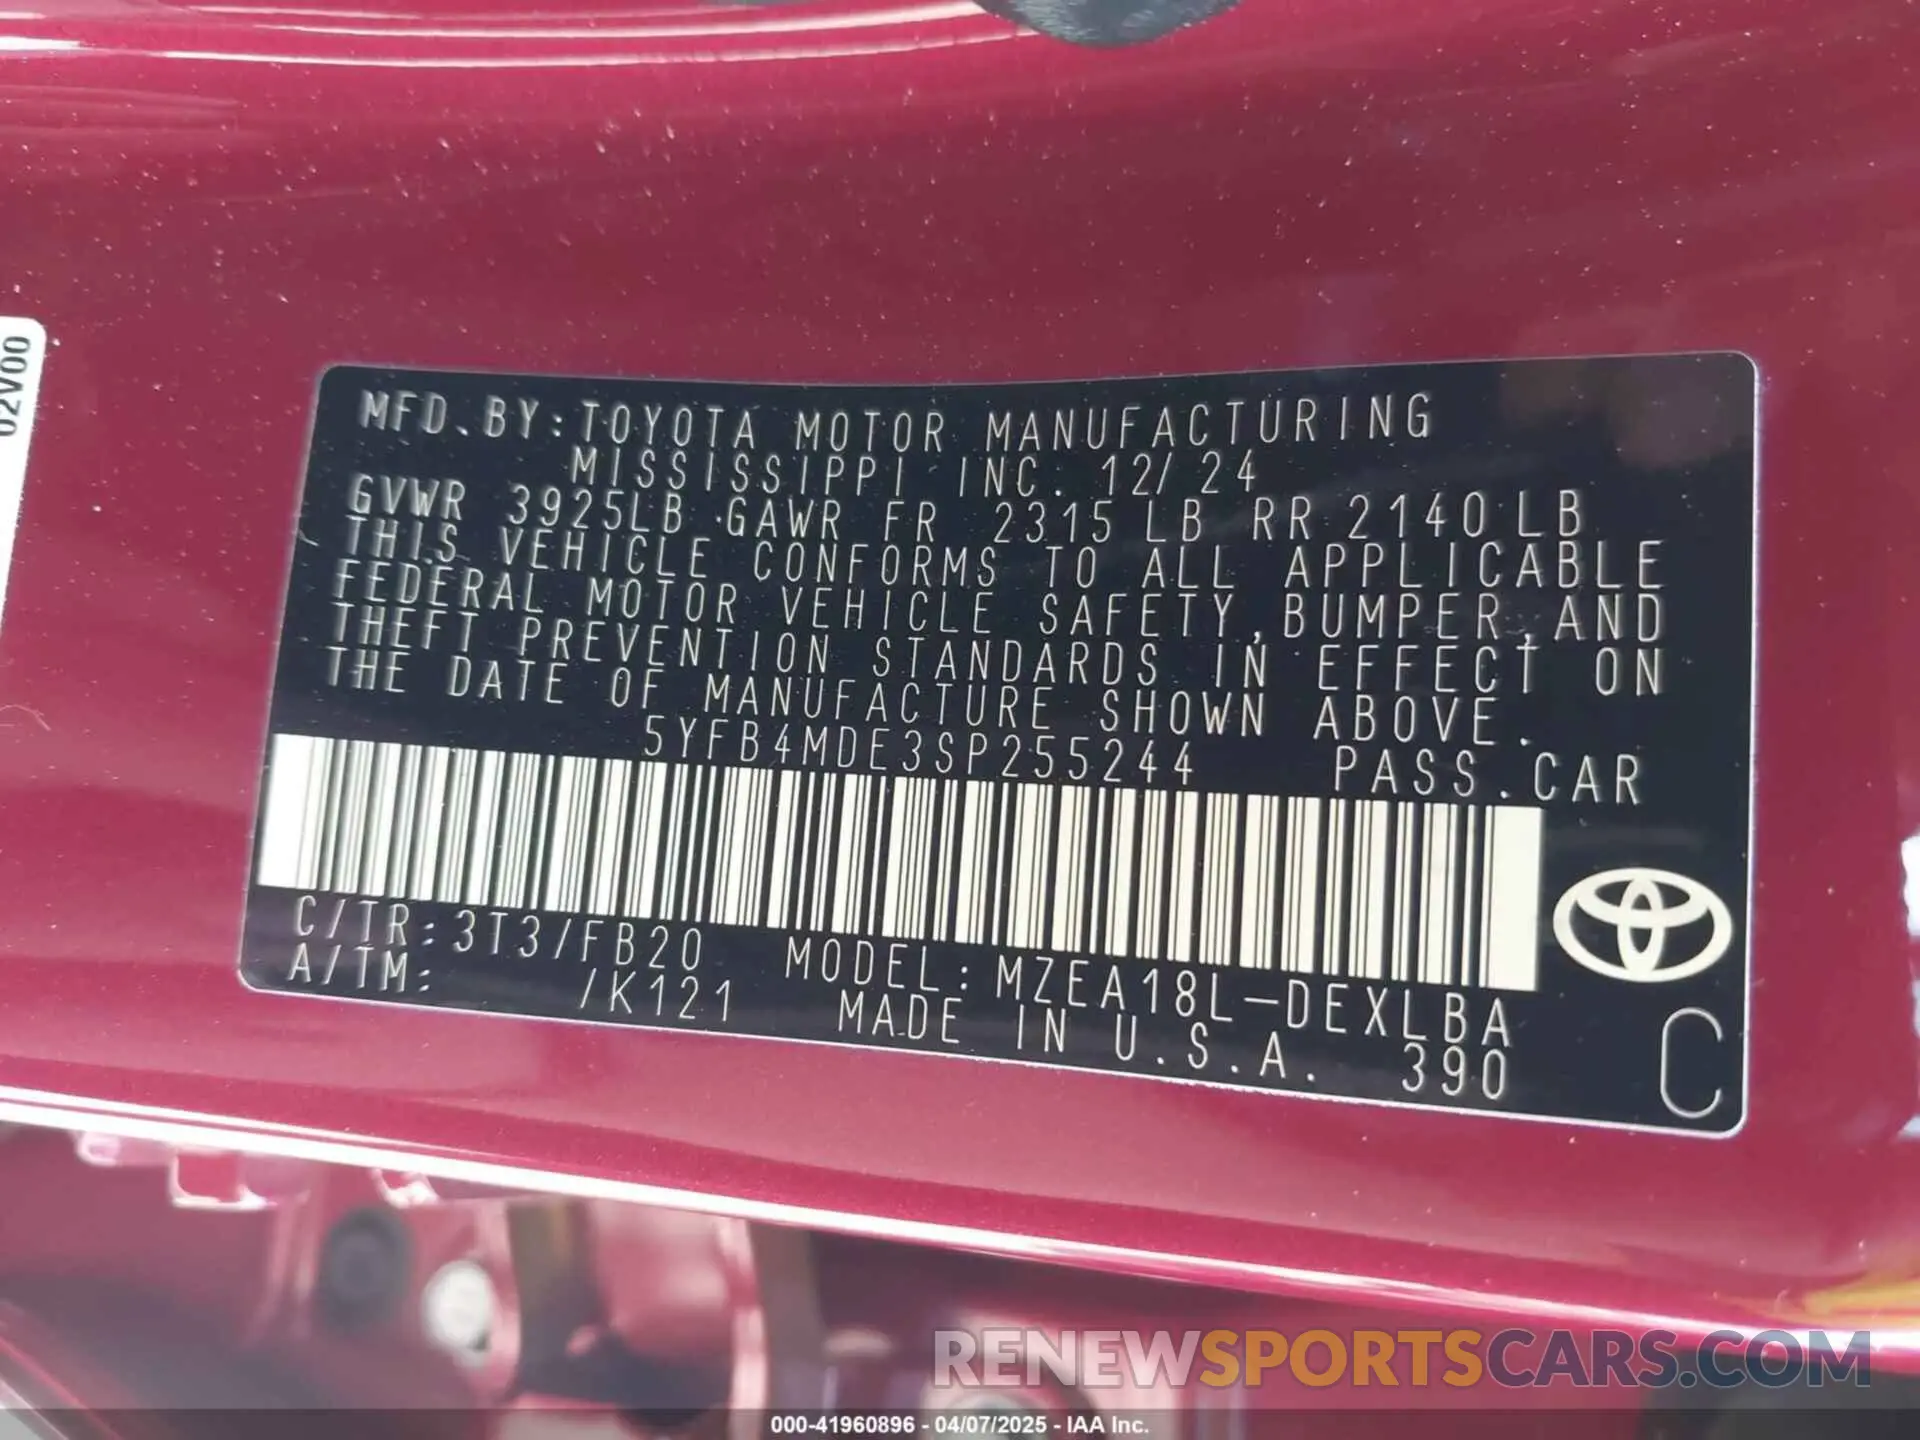 02V00
MFD.BY:TOYOTA MOTOR MANUFACTURING
MISSISSIPPI INC. 12/24
GVWR 3925LB GAWR FR 2315 LB RR 2140 LB
THIS VEHICLE CONFORMS TO ALL APPLICABLE
FEDERAL MOTOR VEHICLE SAFETY,BUMPER,AND
THEFT PREVENTION STANDARDS IN EFFECT ON
THE DATE OF MANUFACTURE SHOWN ABOVE.
5YFB4MDE3SP255244 PASS.CAR
C/TR:3T3/FB20 MODEL:MZEA18L-DEXLBA
A/TM: /K121 MADE IN U.S.A. 390
C
RENEWSPORTSCARS.COM
000-41960896 - 04/07/2025 - IAA Inc.